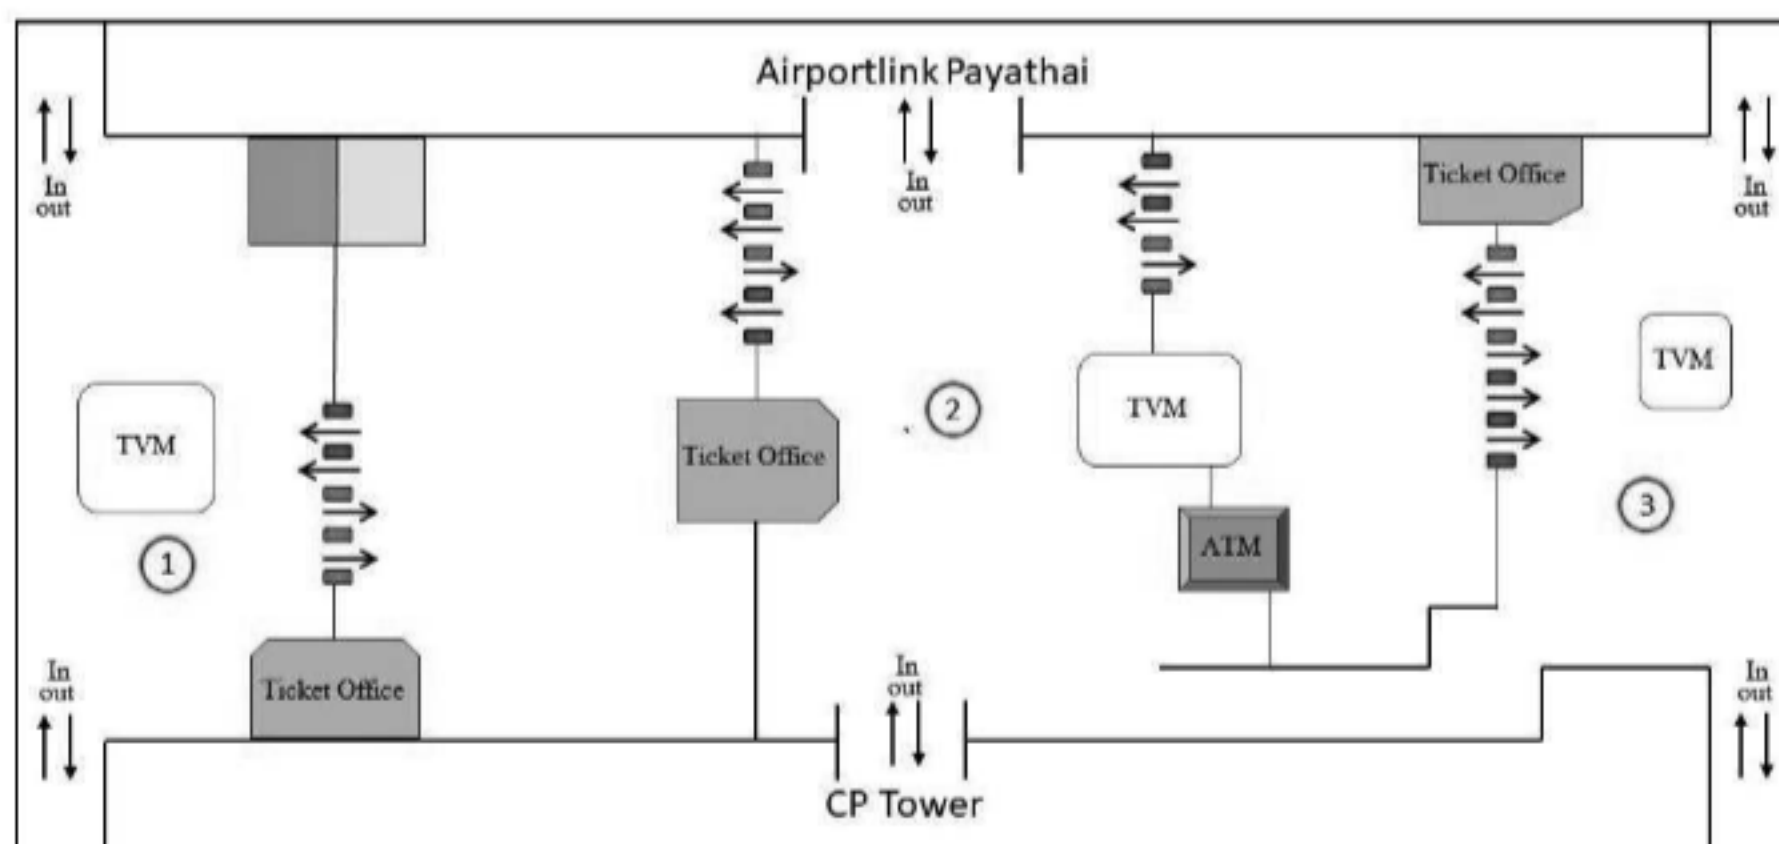 Airportlink Payathai
In
out
In
out
In
out
Ticket Office
TVM
TVM
TVM
2
Ticket Office
3
ATM
1
In
out
Ticket Office
In
out
In
out
CP Tower